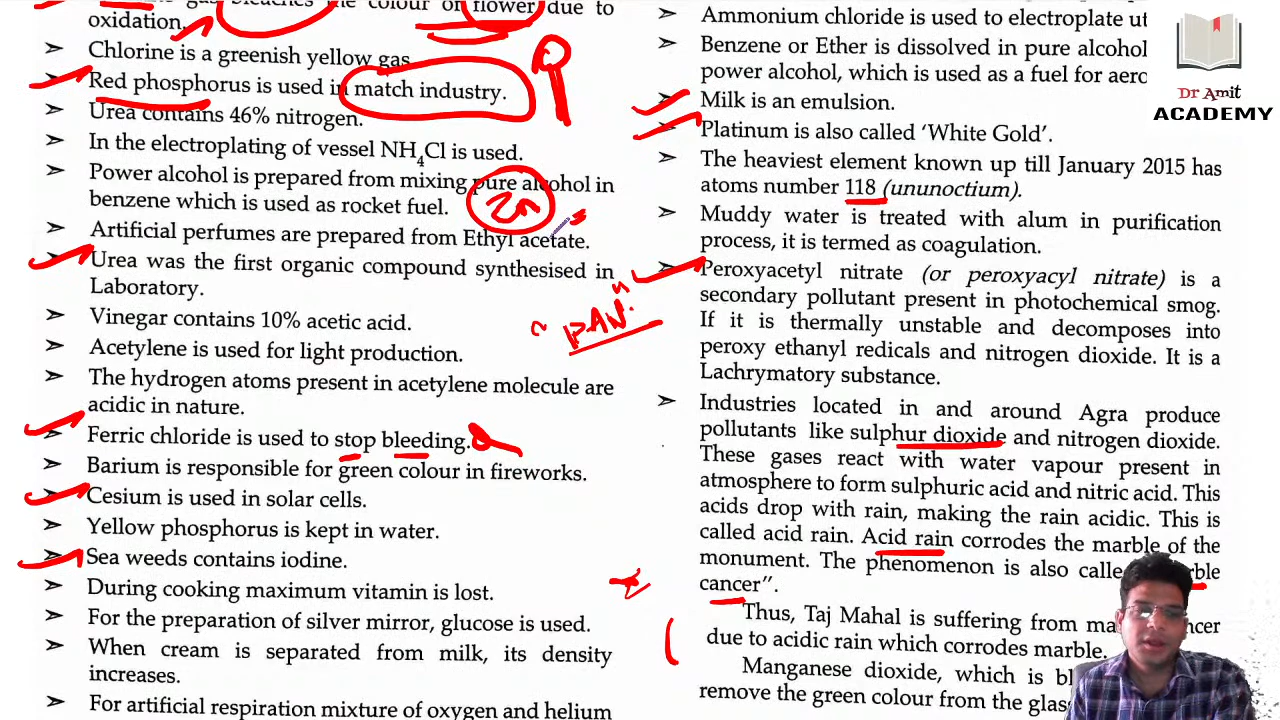 the colour of flower due to
oxidation.
➤ Chlorine is a greenish yellow gas.
➤ Red phosphorus is used in match industry.
➤ Urea contains 46% nitrogen.
➤ In the electroplating of vessel NH₄Cl is used.
➤ Power alcohol is prepared from mixing pure alcohol in
benzene which is used as rocket fuel.
➤ Artificial perfumes are prepared from Ethyl acetate.
➤ Urea was the first organic compound synthesised in
Laboratory.
➤ Vinegar contains 10% acetic acid.
➤ Acetylene is used for light production.
➤ The hydrogen atoms present in acetylene molecule are
acidic in nature.
➤ Ferric chloride is used to stop bleeding.
➤ Barium is responsible for green colour in fireworks.
➤ Cesium is used in solar cells.
➤ Yellow phosphorus is kept in water.
➤ Sea weeds contains iodine.
➤ During cooking maximum vitamin is lost.
➤ For the preparation of silver mirror, glucose is used.
➤ When cream is separated from milk, its density
increases.
➤ For artificial respiration mixture of oxygen and helium
"PAN"
Ammonium chloride is used to electroplate ut
➤ Benzene or Ether is dissolved in pure alcohol
power alcohol, which is used as a fuel for aero
➤ Milk is an emulsion.
➤ Platinum is also called ‘White Gold’.
➤ The heaviest element known up till January 2015 has
atoms number 118 (ununoctium).
➤ Muddy water is treated with alum in purification
process, it is termed as coagulation.
➤ Peroxyacetyl nitrate (or peroxyacyl nitrate) is a
secondary pollutant present in photochemical smog.
If it is thermally unstable and decomposes into
peroxy ethanyl redicals and nitrogen dioxide. It is a
Lachrymatory substance.
➤ Industries located in and around Agra produce
pollutants like sulphur dioxide and nitrogen dioxide.
These gases react with water vapour present in
atmosphere to form sulphuric acid and nitric acid. This
acids drop with rain, making the rain acidic. This is
called acid rain. Acid rain corrodes the marble of the
monument. The phenomenon is also calle rble
cancer”.
Thus, Taj Mahal is suffering from ma ncer
due to acidic rain which corrodes marble.
Manganese dioxide, which is bl
remove the green colour from the glas
Dr Amit
ACADEMY